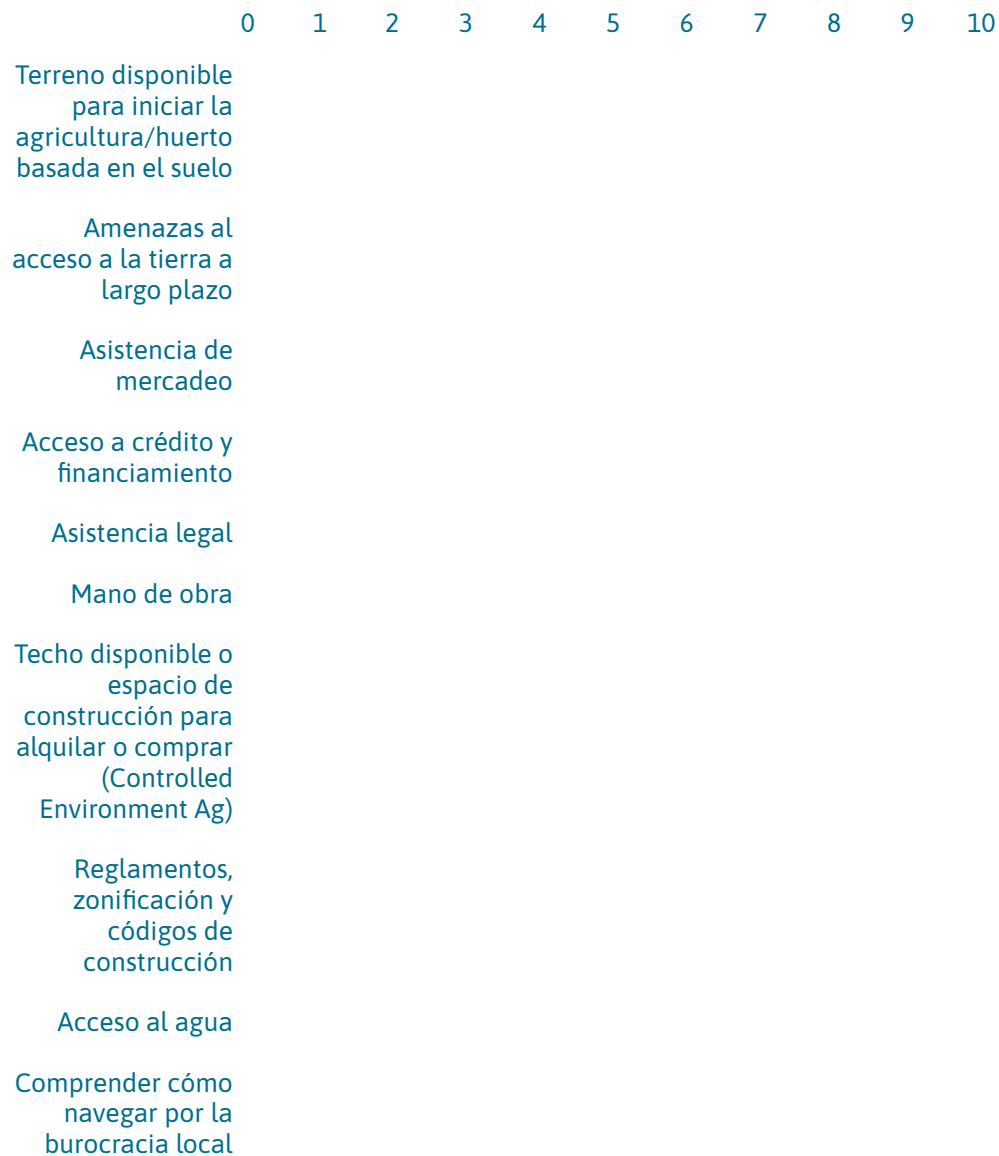 0 1 2 3 4 5 6 7 8 9 10
Terreno disponible
para iniciar la
agricultura/huerto
basada en el suelo
Amenazas al
acceso a la tierra a
largo plazo
Asistencia de
mercadeo
Acceso a crédito y
financiamiento
Asistencia legal
Mano de obra
Techo disponible o
espacio de
construcción para
alquilar o comprar
(Controlled
Environment Ag)
Reglamentos,
zonificación y
códigos de
construcción
Acceso al agua
Comprender cómo
navegar por la
burocracia local